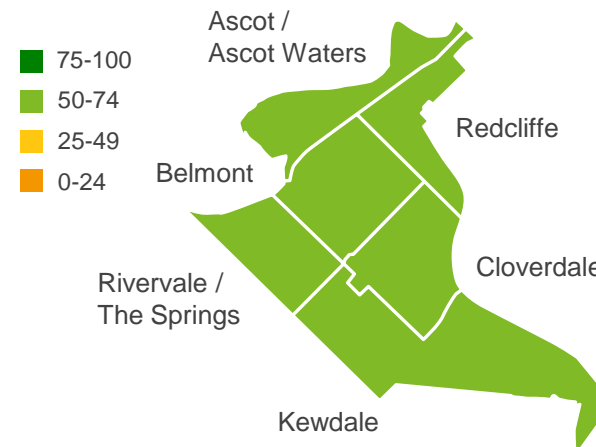 Ascot /
Ascot Waters
75-100
50-74
25-49
0-24
Redcliffe
Belmont
Cloverdale
Rivervale /
The Springs
Kewdale